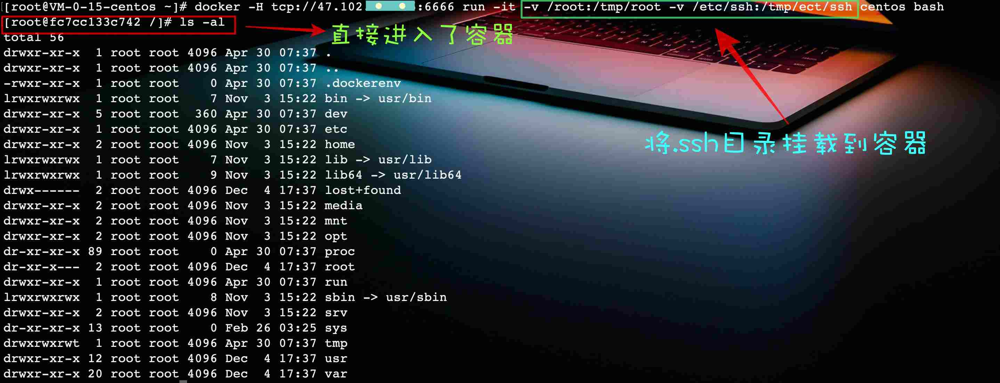 [[root@VM-0-15-centos ~]# docker -H tcp://47.102. :6666 run -it -v /root:/tmp/root -v /etc/ssh:/tmp/ect/ssh centos bash
[root@fc7cc133c742 /]# ls -al
直接进入了容器
total 56
drwxr-xr-x  1 root root 4096 Apr 30 07:37 .
drwxr-xr-x  1 root root 4096 Apr 30 07:37 ..
-rwxr-xr-x  1 root root    0 Apr 30 07:37 .dockerenv
lrwxrwxrwx  1 root root    7 Nov  3 15:22 bin -> usr/bin
drwxr-xr-x  5 root root  360 Apr 30 07:37 dev
drwxr-xr-x  1 root root 4096 Apr 30 07:37 etc
将.ssh目录挂载到容器
drwxr-xr-x  2 root root 4096 Nov  3 15:22 home
lrwxrwxrwx  1 root root    7 Nov  3 15:22 lib -> usr/lib
lrwxrwxrwx  1 root root    9 Nov  3 15:22 lib64 -> usr/lib64
drwx------  2 root root 4096 Dec  4 17:37 lost+found
drwxr-xr-x  2 root root 4096 Nov  3 15:22 media
drwxr-xr-x  2 root root 4096 Nov  3 15:22 mnt
drwxr-xr-x  2 root root 4096 Nov  3 15:22 opt
dr-xr-xr-x 89 root root    0 Apr 30 07:37 proc
dr-xr-x---  2 root root 4096 Dec  4 17:37 root
drwxr-xr-x  1 root root 4096 Apr 30 07:37 run
lrwxrwxrwx  1 root root    8 Nov  3 15:22 sbin -> usr/sbin
drwxr-xr-x  2 root root 4096 Nov  3 15:22 srv
dr-xr-xr-x 13 root root    0 Feb 26 03:25 sys
drwxrwxrwt  1 root root 4096 Apr 30 07:37 tmp
drwxr-xr-x 12 root root 4096 Dec  4 17:37 usr
drwxr-xr-x 20 root root 4096 Dec  4 17:37 var